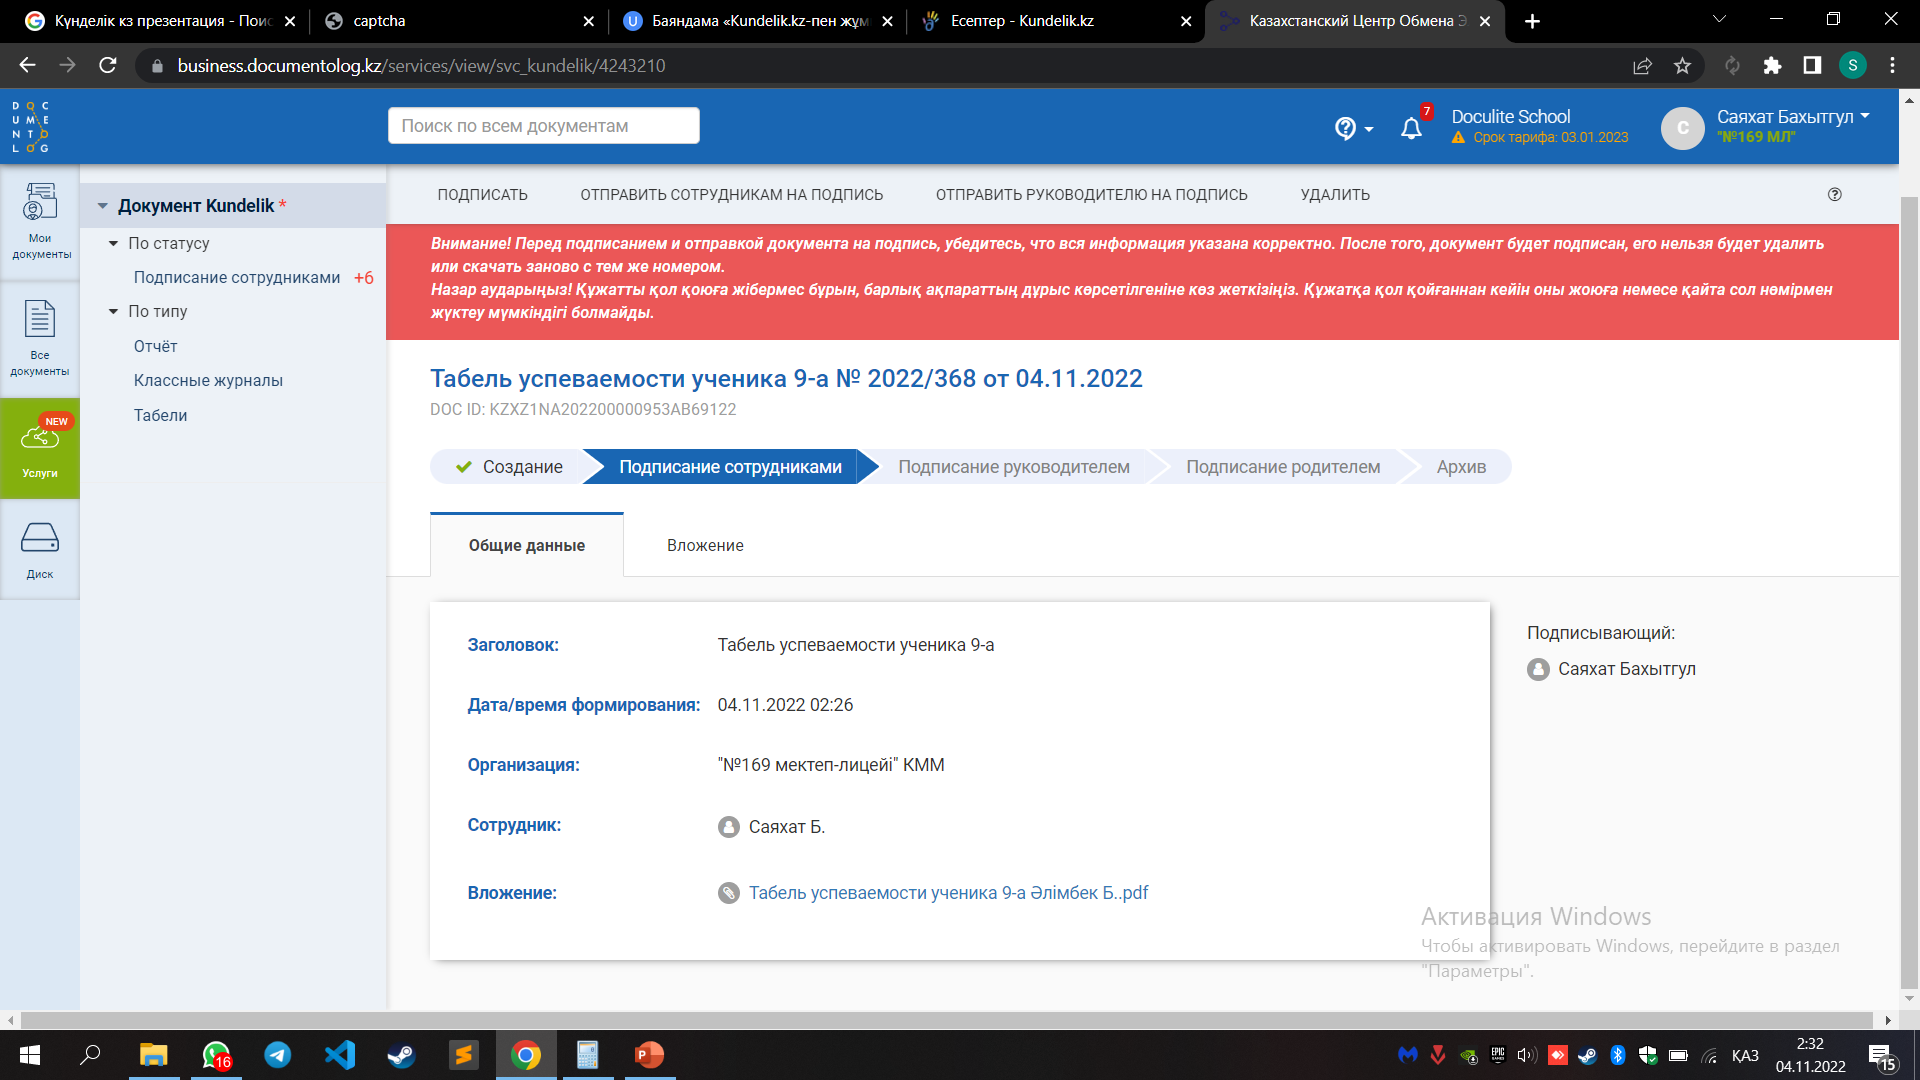 Күнделік кз презентация - Поис
captcha
Баяндама «Kundelik.kz-пен жұм
Есептер - Kundelik.kz
Казахстанский Центр Обмена Э
business.documentolog.kz/services/view/svc_kundelik/4243210
S
DOC
UME
NTO
LOG
Поиск по всем документам
7
Doculite School
Срок тарифа: 03.01.2023
С
Саяхат Бахытгул
"№169 МЛ"
Мои документы
Все документы
NEW
Услуги
Диск
Документ Kundelik *
По статусу
Подписание сотрудниками +6
По типу
Отчёт
Классные журналы
Табели
ПОДПИСАТЬ
ОТПРАВИТЬ СОТРУДНИКАМ НА ПОДПИСЬ
ОТПРАВИТЬ РУКОВОДИТЕЛЮ НА ПОДПИСЬ
УДАЛИТЬ
Внимание! Перед подписанием и отправкой документа на подпись, убедитесь, что вся информация указана корректно. После того, документ будет подписан, его нельзя будет удалить
или скачать заново с тем же номером.
Назар аударыңыз! Құжатты қол қоюға жібермес бұрын, барлық ақпараттың дұрыс көрсетілгеніне көз жеткізіңіз. Құжатқа қол қойғаннан кейін оны жоюға немесе қайта сол нөмірмен
жүктеу мүмкіндігі болмайды.
Табель успеваемости ученика 9-а № 2022/368 от 04.11.2022
DOC ID: KZXZ1NA202200000953AB69122
Создание
Подписание сотрудниками
Подписание руководителем
Подписание родителем
Архив
Общие данные
Вложение
Заголовок: Табель успеваемости ученика 9-а
Дата/время формирования: 04.11.2022 02:26
Организация: "№169 мектеп-лицейі" КММ
Сотрудник: Саяхат Б.
Вложение: Табель успеваемости ученика 9-а Әлімбек Б..pdf
Подписывающий:
Саяхат Бахытгул
Активация Windows
Чтобы активировать Windows, перейдите в раздел
"Параметры".
16
ҚАЗ
2:32
04.11.2022
15